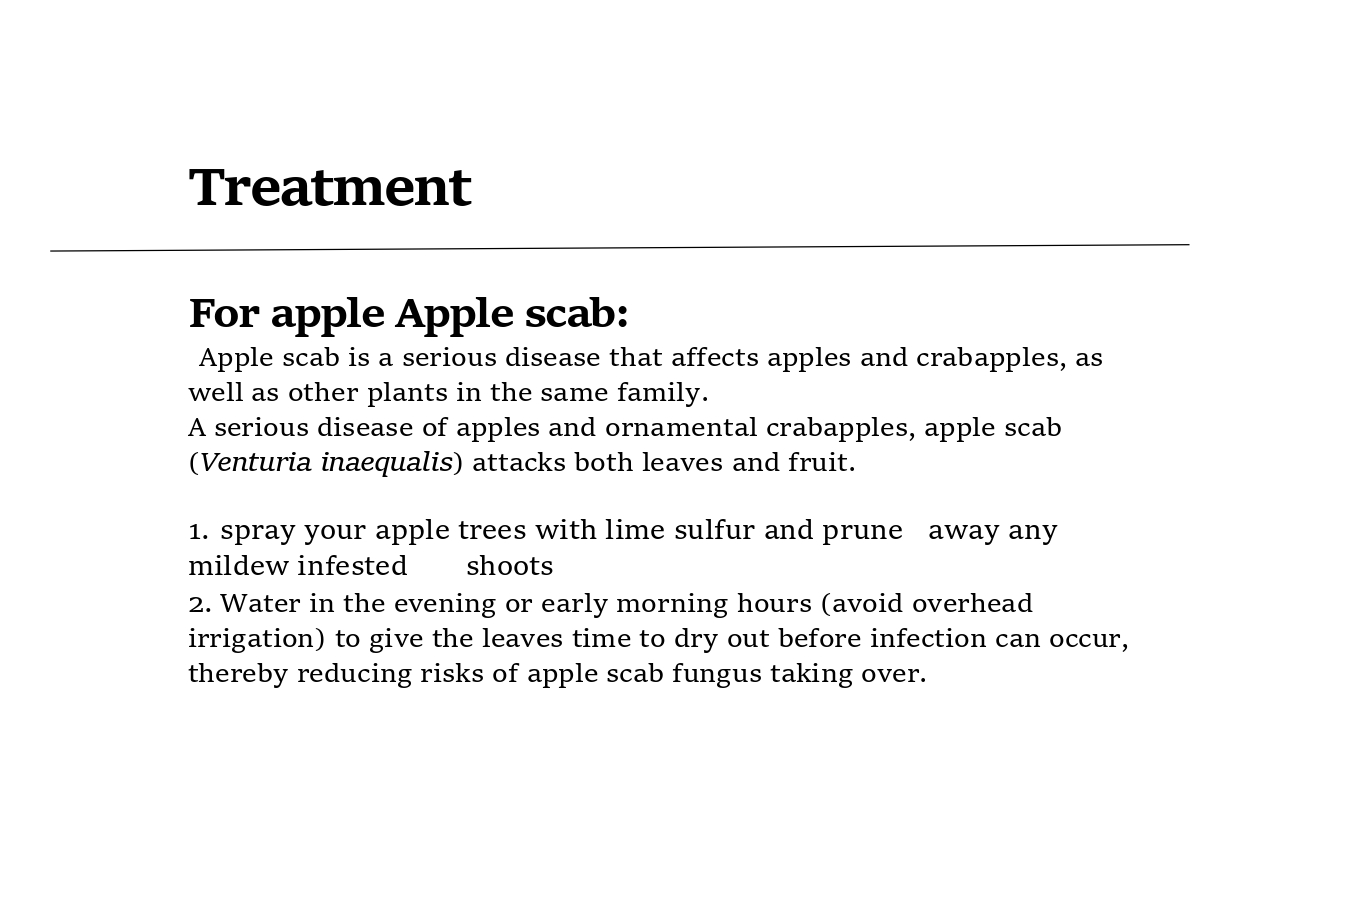 Treatment
For apple Apple scab:
Apple scab is a serious disease that affects apples and crabapples, as
well as other plants in the same family.
A serious disease of apples and ornamental crabapples, apple scab
(Venturia inaequalis) attacks both leaves and fruit.
1. spray your apple trees with lime sulfur and prune away any
mildew infested shoots
2. Water in the evening or early morning hours (avoid overhead
irrigation) to give the leaves time to dry out before infection can occur,
thereby reducing risks of apple scab fungus taking over.